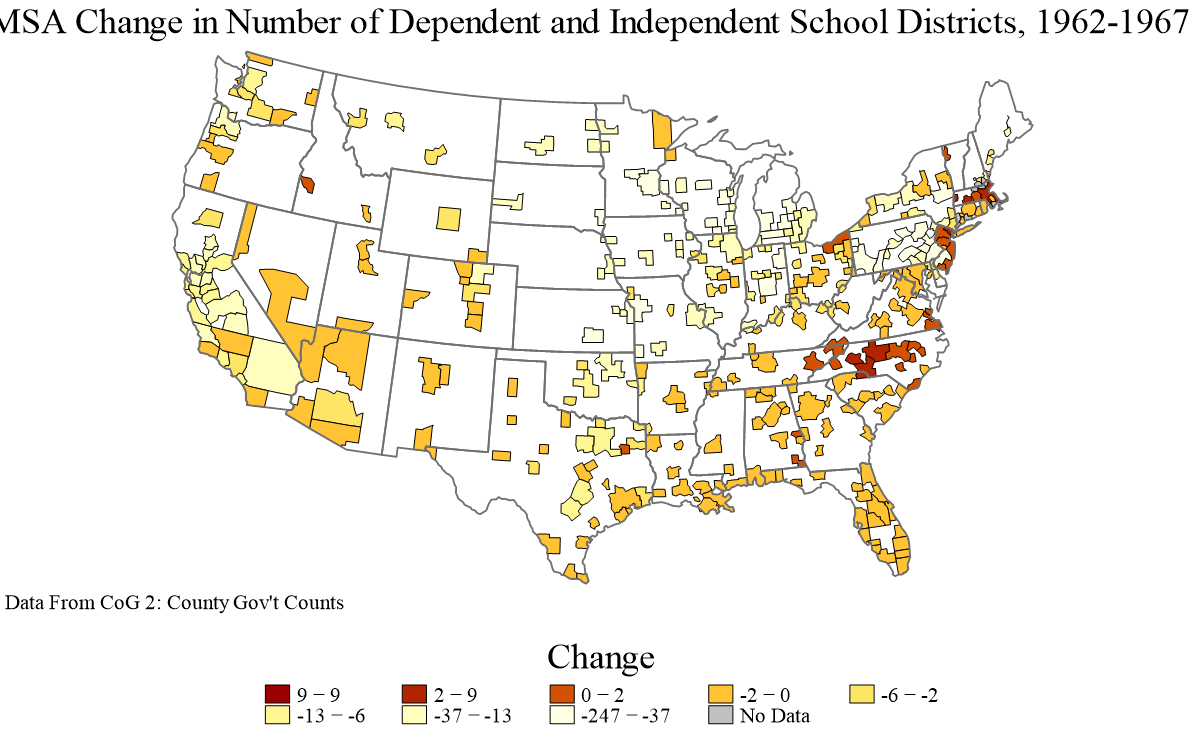 MSA Change in Number of Dependent and Independent School Districts, 1962-1967
Data From CoG 2: County Gov't Counts
Change
9 − 9
2 − 9
0 − 2
-2 − 0
-6 − -2
-13 − -6
-37 − -13
-247 − -37
No Data